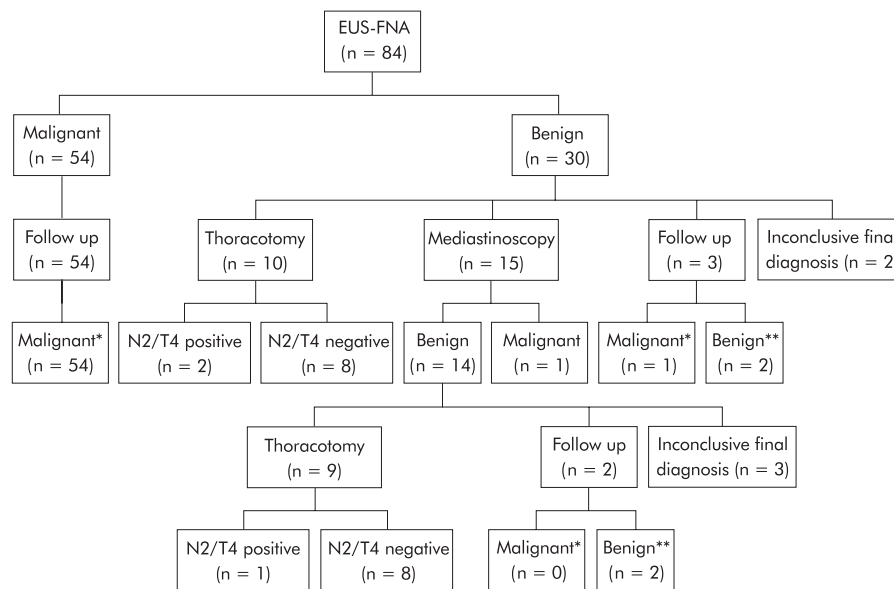 EUS-FNA
(n = 84)
Malignant
(n = 54)
Benign
(n = 30)
Follow up
(n = 54)
Thoracotomy
(n = 10)
Mediastinoscopy
(n = 15)
Follow up
(n = 3)
Inconclusive final
diagnosis (n = 2
Malignant*
(n = 54)
N2/T4 positive
(n = 2)
N2/T4 negative
(n = 8)
Benign
(n = 14)
Malignant
(n = 1)
Malignant*
(n = 1)
Benign**
(n = 2)
Thoracotomy
(n = 9)
Follow up
(n = 2)
Inconclusive final
diagnosis (n = 3)
N2/T4 positive
(n = 1)
N2/T4 negative
(n = 8)
Malignant*
(n = 0)
Benign**
(n = 2)